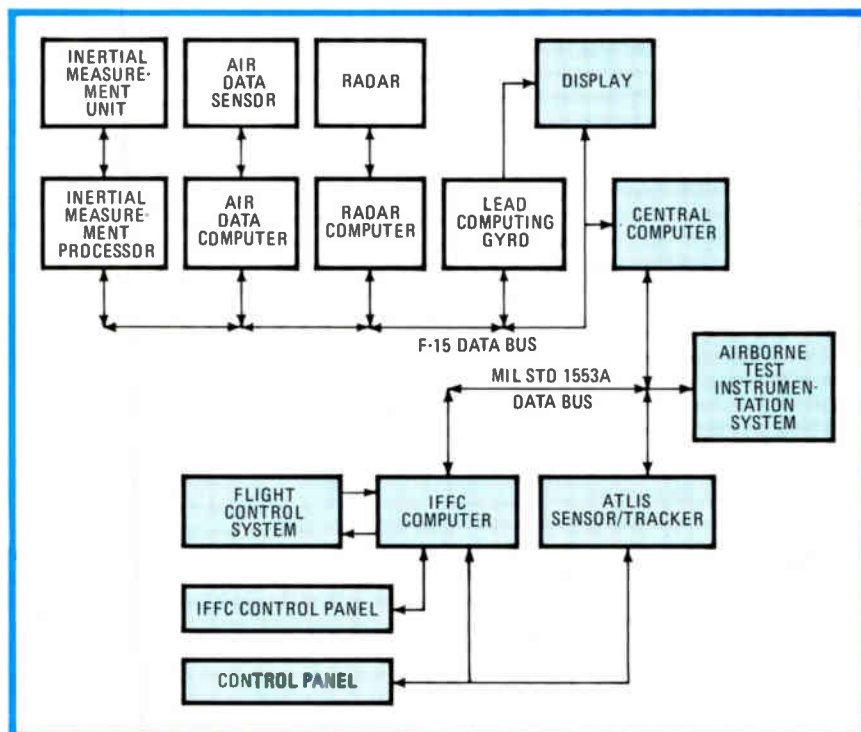 INERTIAL
MEASURE-
MENT
UNIT
AIR
DATA
SENSOR
RADAR
DISPLAY
INERTIAL
MEASURE-
MENT
PROCESSOR
AIR
DATA
COMPUTER
RADAR
COMPUTER
LEAD
COMPUTING
GYRO
CENTRAL
COMPUTER
F-15 DATA BUS
MIL STD 1553A
DATA BUS
AIRBORNE
TEST
INSTRUMEN-
TATION
SYSTEM
FLIGHT
CONTROL
SYSTEM
IFFC
COMPUTER
ATLIS
SENSOR/TRACKER
IFFC CONTROL PANEL
CONTROL PANEL